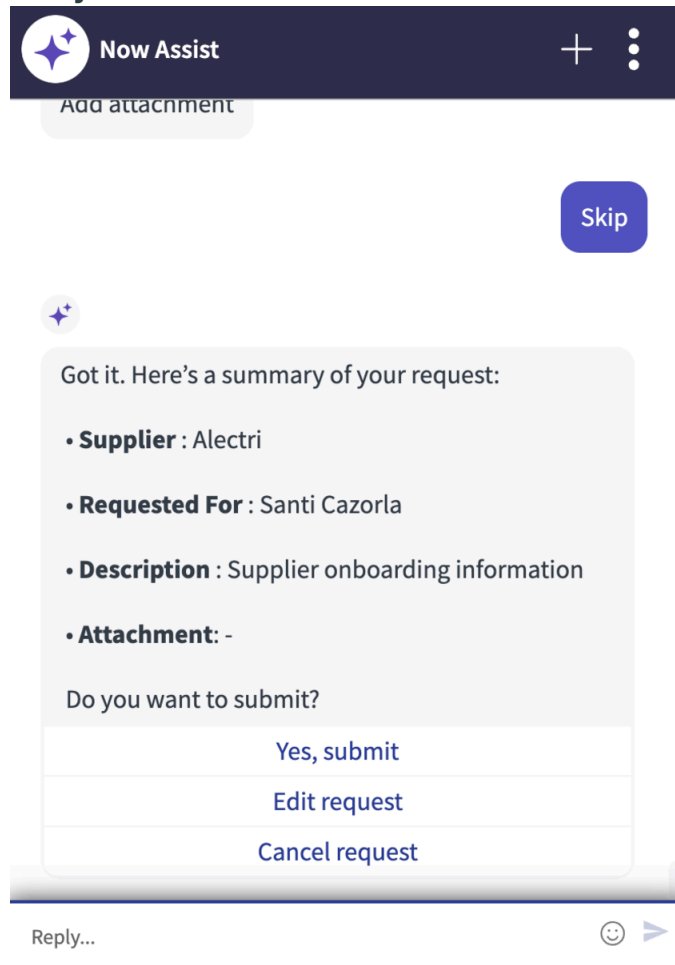 Now Assist
Add attachment
Skip
Got it. Here’s a summary of your request:
• Supplier : Alectri
• Requested For : Santi Cazorla
• Description : Supplier onboarding information
• Attachment: -
Do you want to submit?
Yes, submit
Edit request
Cancel request
Reply...